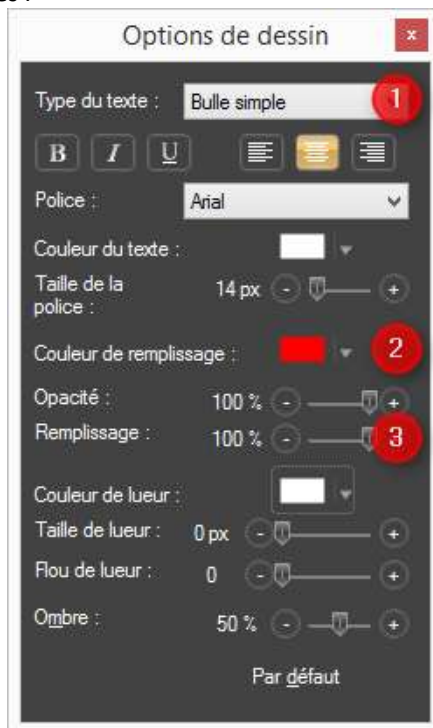 Options de dessin x
Type du texte : Bulle simple 1
B I U
Police : Arial
Couleur du texte :
Taille de la police : 14 px - +
Couleur de remplissage : 2
Opacité : 100 % - +
Remplissage : 100 % - 3
Couleur de lueur :
Taille de lueur : 0 px - +
Flou de lueur : 0 - +
Ombre : 50 % - +
Par défaut